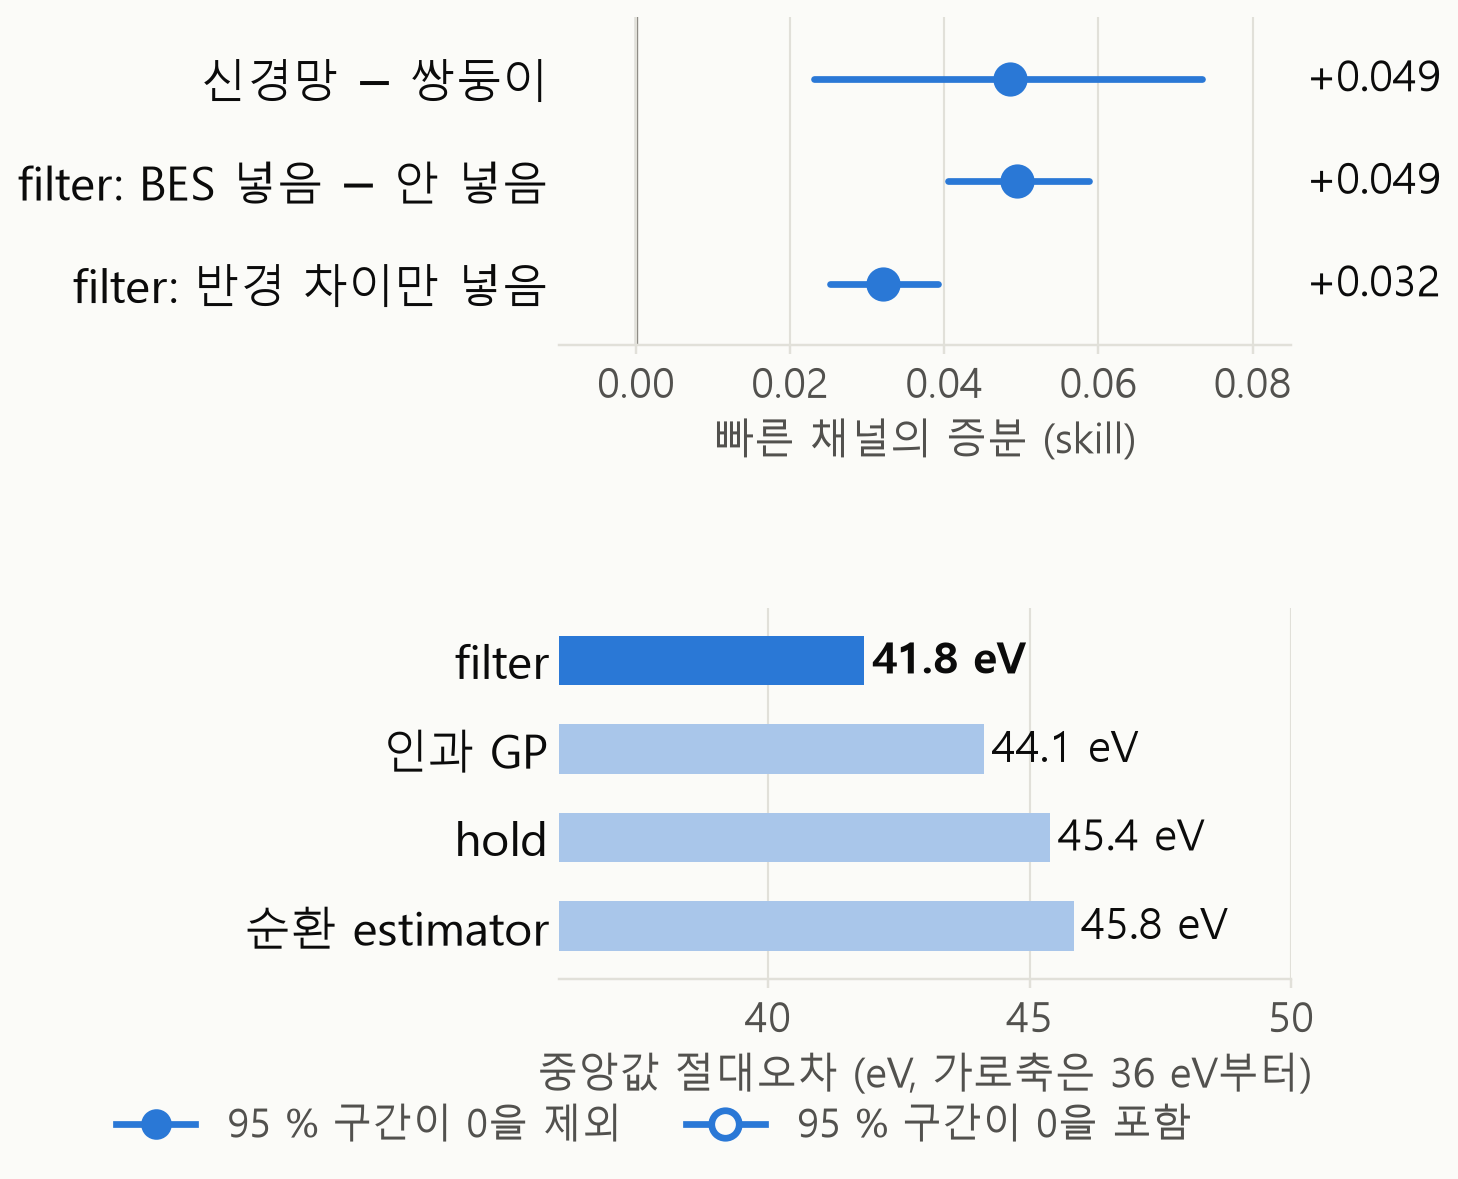 신경망 − 쌍둥이 +0.049
filter: BES 넣음 − 안 넣음 +0.049
filter: 반경 차이만 넣음 +0.032
0.00 0.02 0.04 0.06 0.08
빠른 채널의 증분 (skill)
filter 41.8 eV
인과 GP 44.1 eV
hold 45.4 eV
순환 estimator 45.8 eV
40 45 50
중앙값 절대오차 (eV, 가로축은 36 eV부터)
95 % 구간이 0을 제외 95 % 구간이 0을 포함